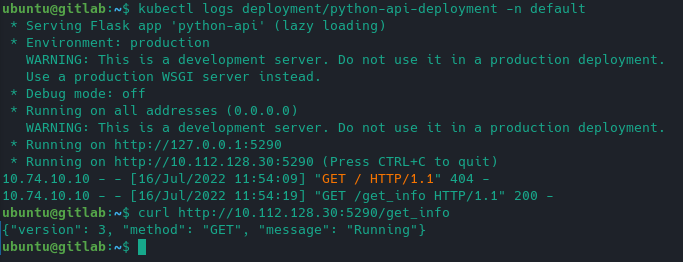 ubuntu@gitlab:~$ kubectl logs deployment/python-api-deployment -n default
 * Serving Flask app 'python-api' (lazy loading)
 * Environment: production
   WARNING: This is a development server. Do not use it in a production deployment.
   Use a production WSGI server instead.
 * Debug mode: off
 * Running on all addresses (0.0.0.0)
   WARNING: This is a development server. Do not use it in a production deployment.
 * Running on http://127.0.0.1:5290
 * Running on http://10.112.128.30:5290 (Press CTRL+C to quit)
10.74.10.10 - - [16/Jul/2022 11:54:09] "GET / HTTP/1.1" 404 -
10.74.10.10 - - [16/Jul/2022 11:54:19] "GET /get_info HTTP/1.1" 200 -
ubuntu@gitlab:~$ curl http://10.112.128.30:5290/get_info
{"version": 3, "method": "GET", "message": "Running"}
ubuntu@gitlab:~$